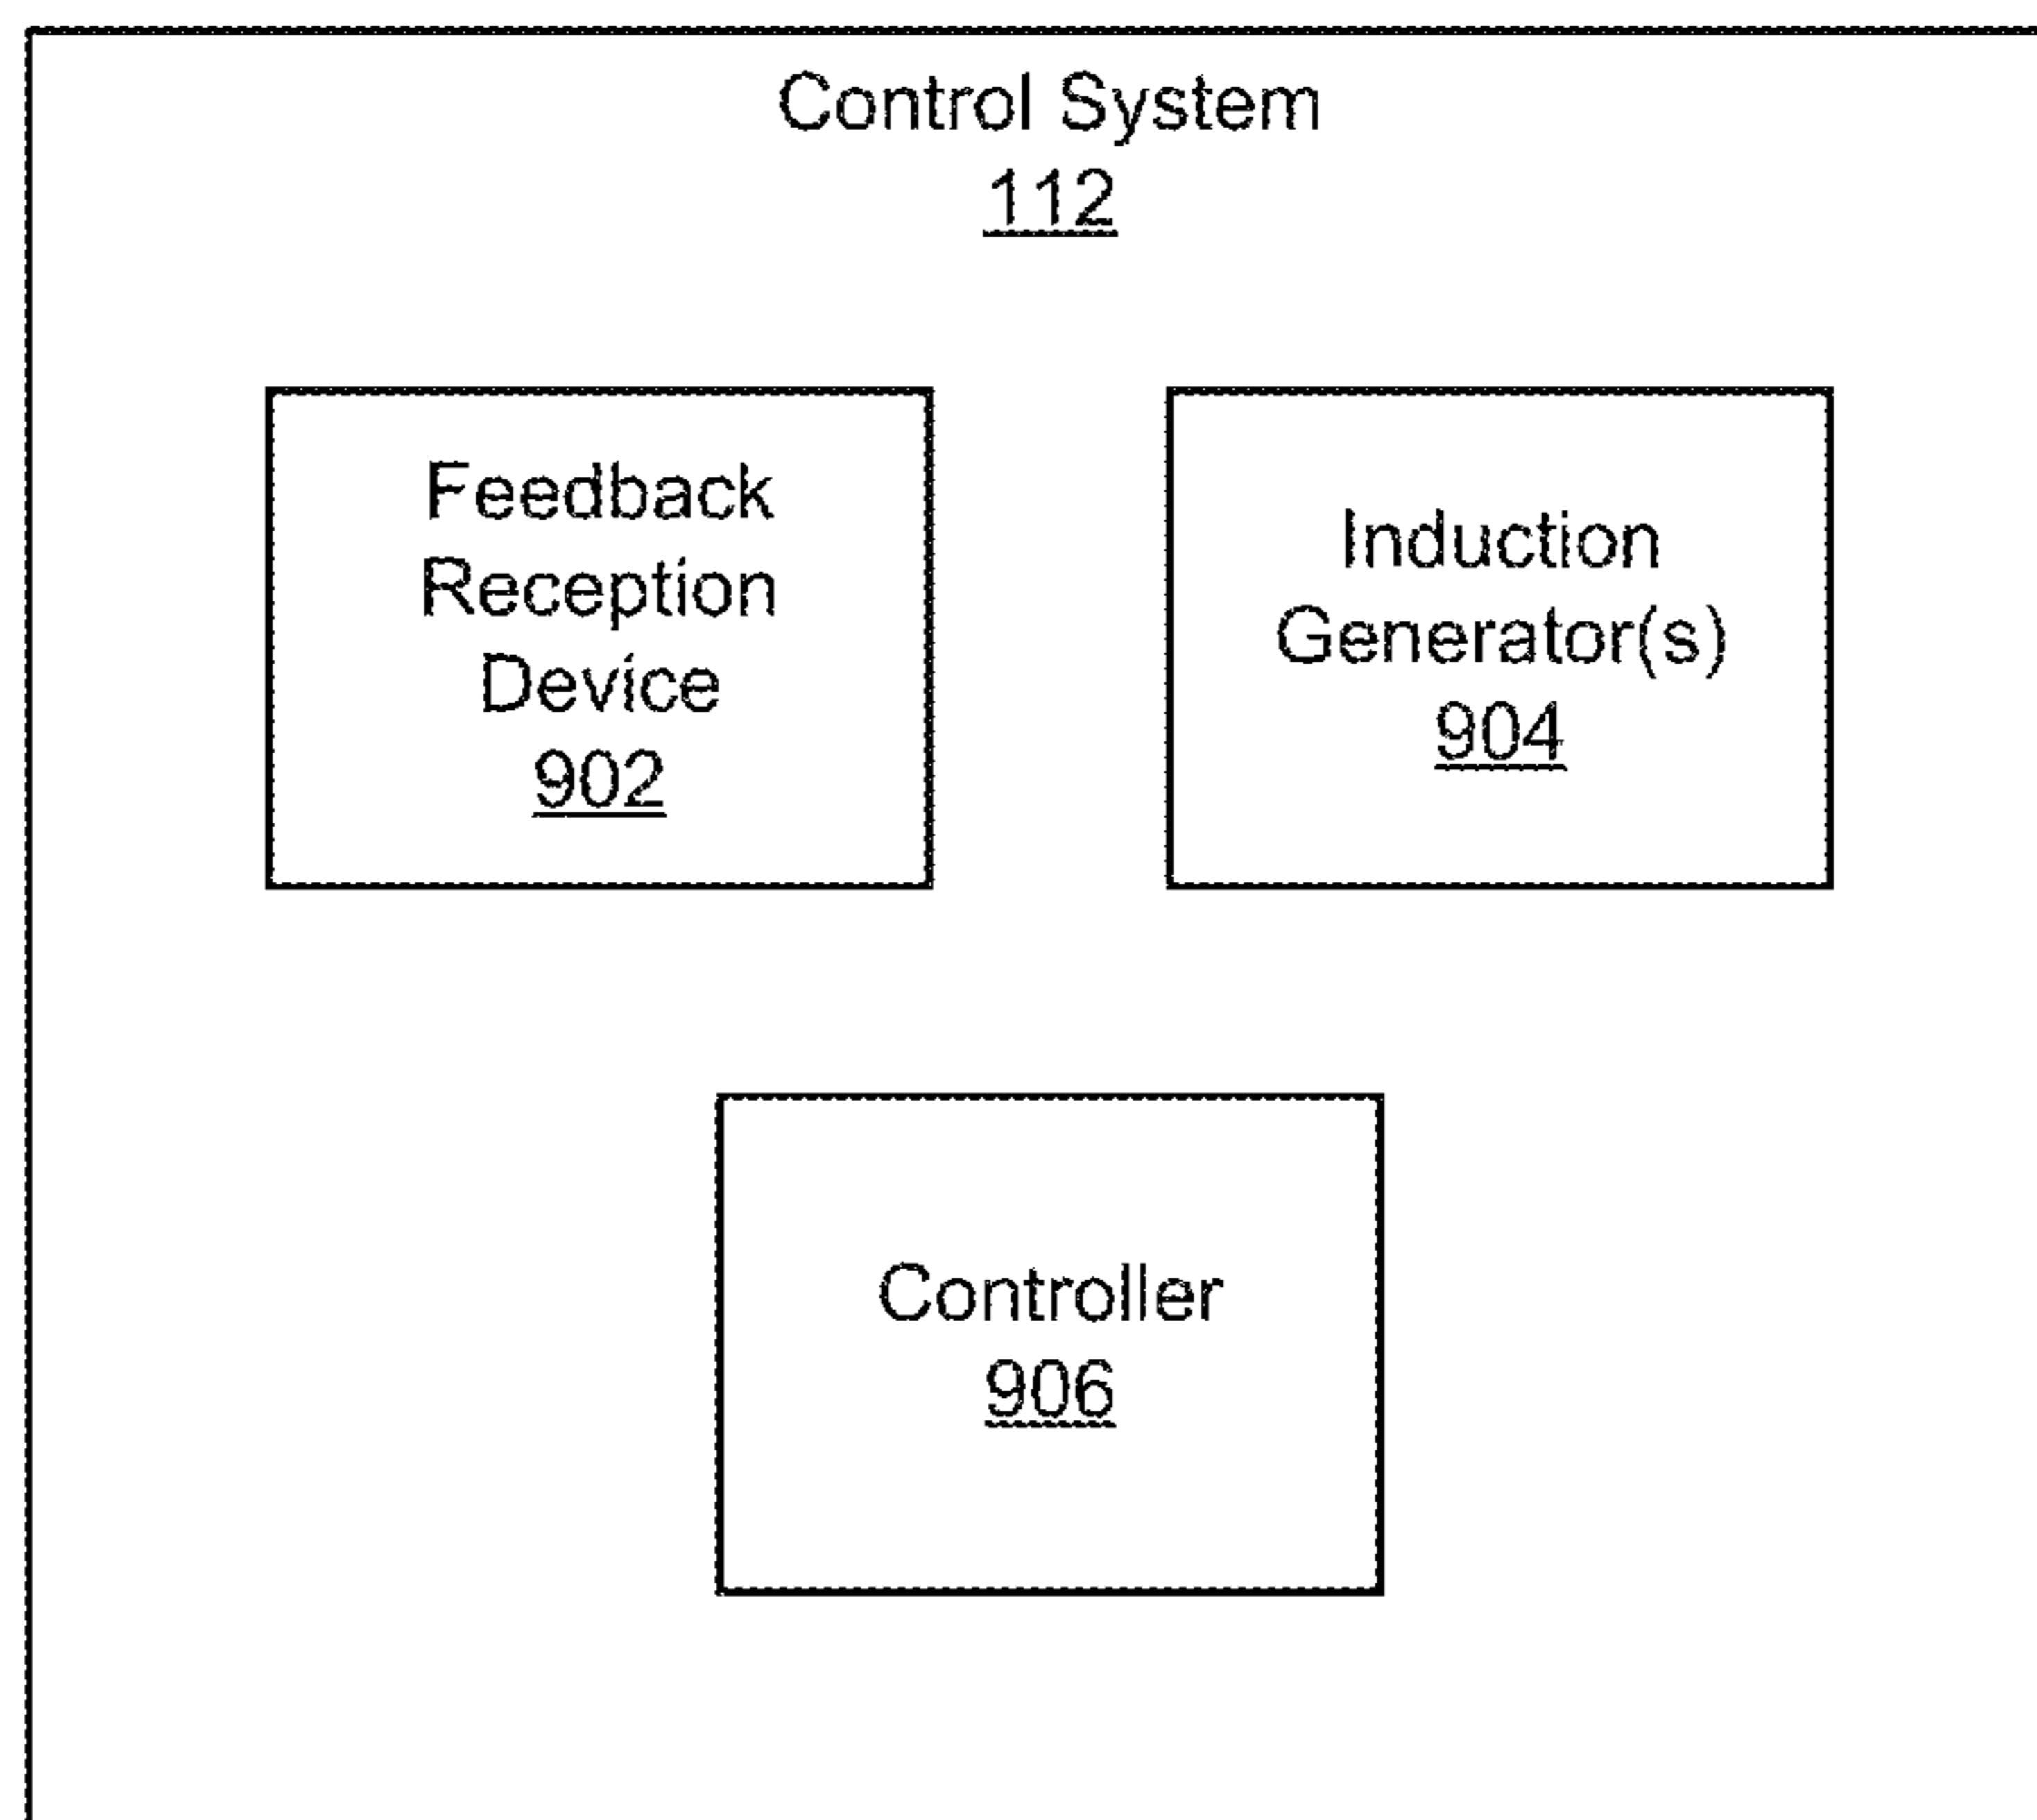 Control System
112
Feedback
Reception
Device
902
Induction
Generator(s)
904
Controller
906